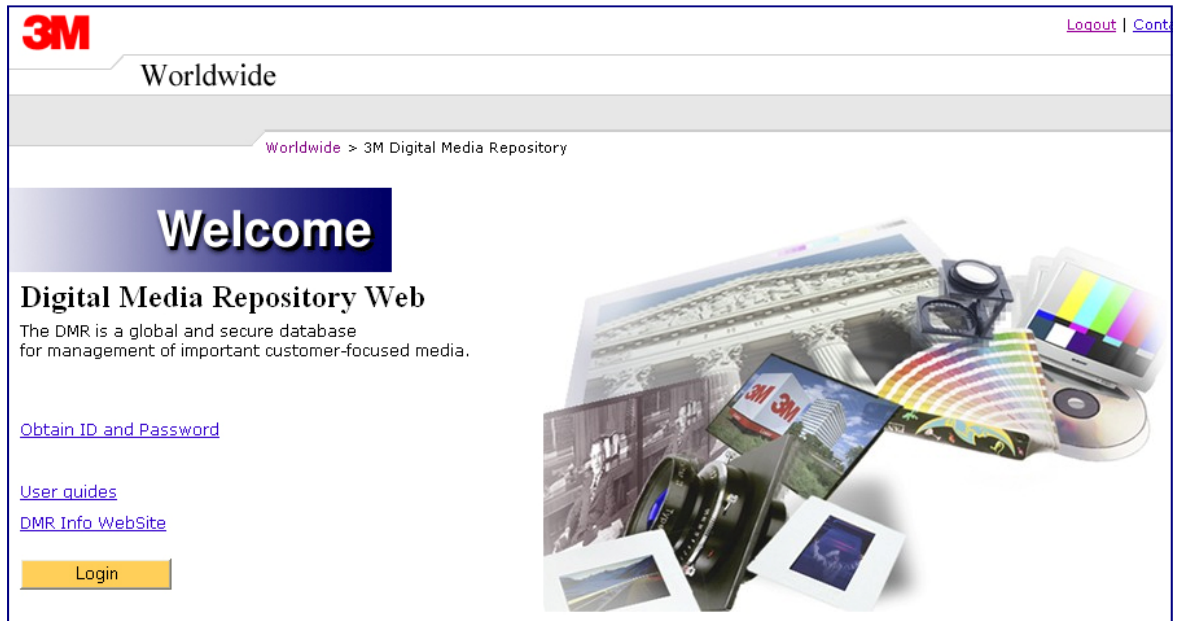 3M
Logout | Conta
Worldwide
Worldwide > 3M Digital Media Repository
Welcome
Digital Media Repository Web
The DMR is a global and secure database
for management of important customer-focused media.
Obtain ID and Password
User guides
DMR Info WebSite
Login
3M 3M